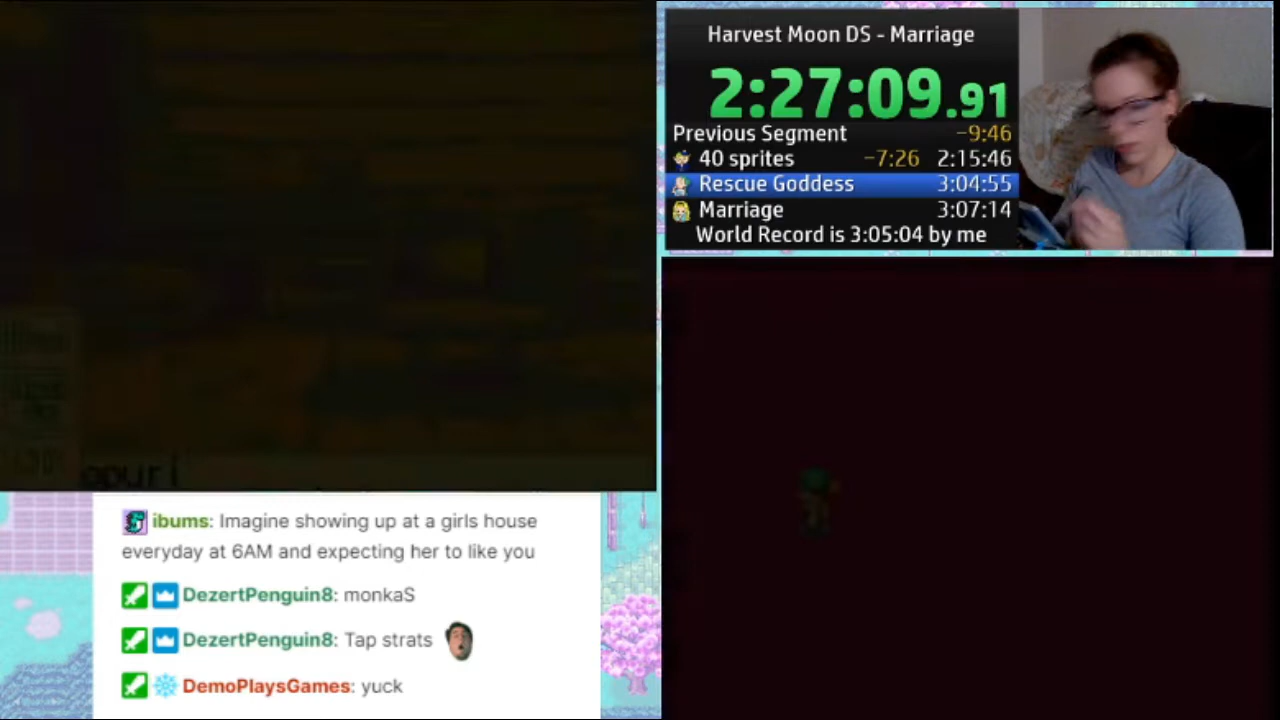 Harvest Moon DS - Marriage
2:27:09.91
Previous Segment -9:46
40 sprites -7:26 2:15:46
Rescue Goddess 3:04:55
Marriage 3:07:14
World Record is 3:05:04 by me
epuri
ibums: Imagine showing up at a girls house
everyday at 6AM and expecting her to like you
DezertPenguin8: monkaS
DezertPenguin8: Tap strats
DemoPlaysGames: yuck